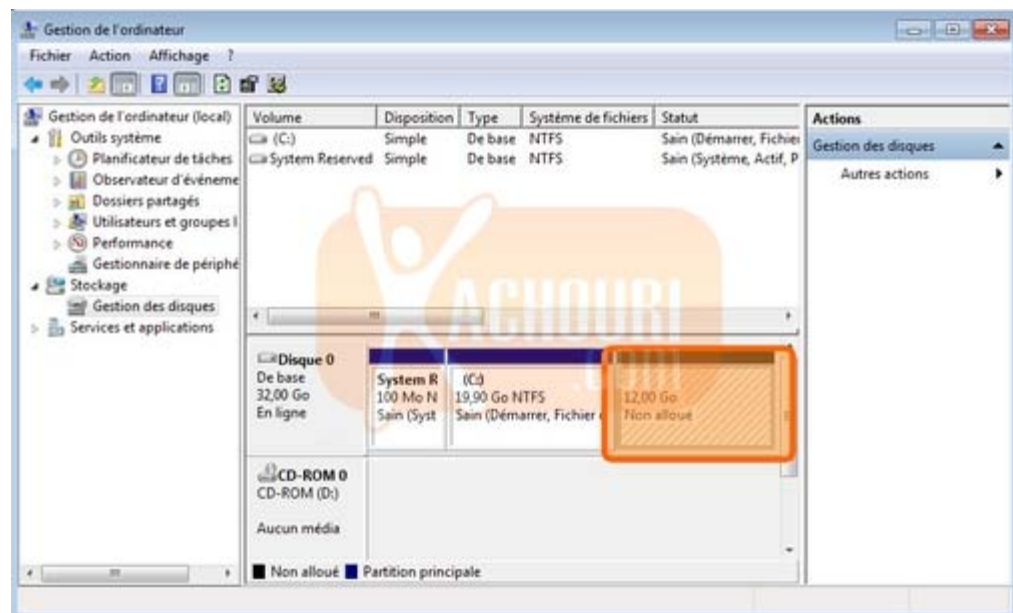 Gestion de l'ordinateur
Fichier Action Affichage ?
Gestion de l'ordinateur (local)
Outils système
Planificateur de tâches
Observateur d'événeme
Dossiers partagés
Utilisateurs et groupes l
Performance
Gestionnaire de périphé
Stockage
Gestion des disques
Services et applications
Volume Disposition Type Système de fichiers Statut
(C:) Simple De base NTFS Sain (Démarrer, Fichier
System Reserved Simple De base NTFS Sain (Système, Actif, P
Actions
Gestion des disques
Autres actions
YACHOURI
.com
Disque 0
De base
32,00 Go
En ligne
System R
100 Mo N
Sain (Syst
(C:)
19,90 Go NTFS
Sain (Démarrer, Fichier
12,00 Go
Non alloué
CD-ROM 0
CD-ROM (D:)
Aucun média
Non alloué Partition principale